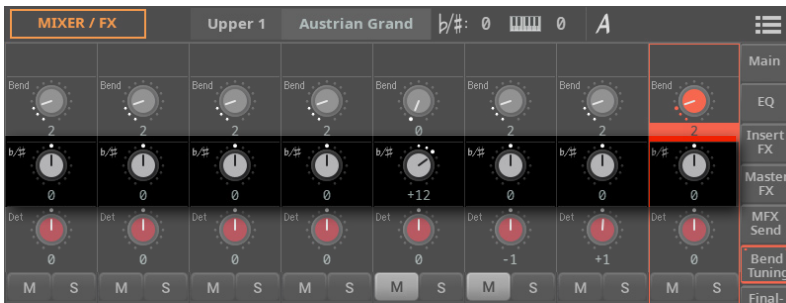 MIXER / FX Upper 1 Austrian Grand ♭/♯: 0 0 A
Main
Bend Bend Bend Bend Bend Bend Bend Bend
2 2 2 2 0 2 2 2
EQ
♭/♯ ♭/♯ ♭/♯ ♭/♯ ♭/♯ ♭/♯ ♭/♯ ♭/♯
0 0 0 0 +12 0 0 0
Insert
FX
Master
FX
Det Det Det Det Det Det Det Det
0 0 0 0 0 -1 +1 0
MFX
Send
Bend
Tuning
M S M S M S M S M S M S M S M S
Final-